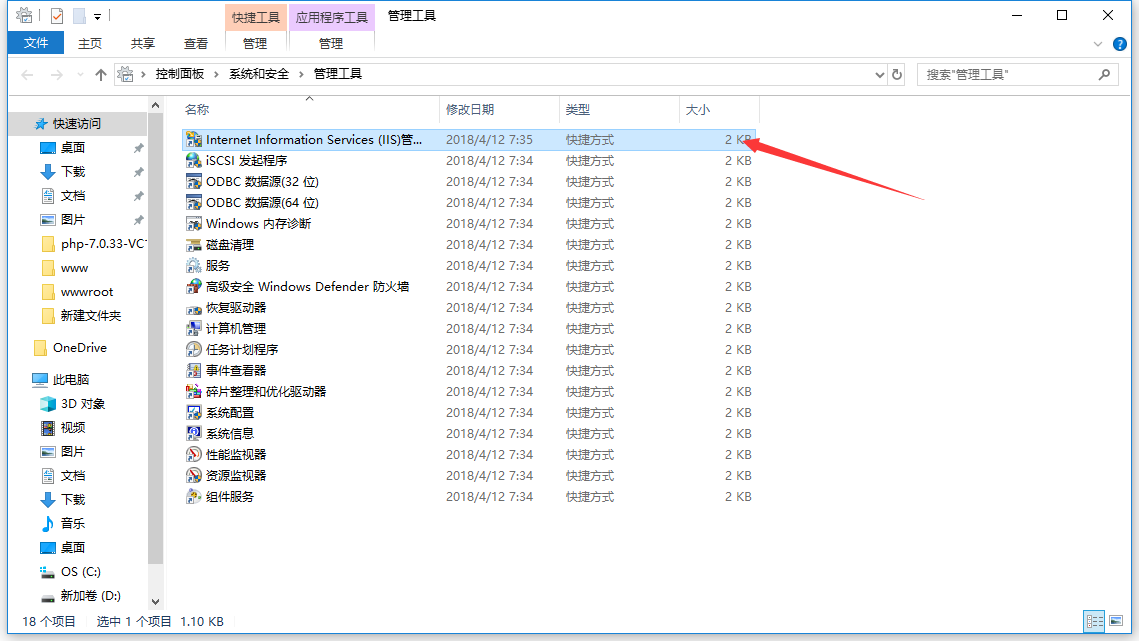 快捷工具
应用程序工具
管理工具
文件
主页
共享
查看
管理
管理
控制面板
系统和安全
管理工具
搜索"管理工具"
名称
修改日期
类型
大小
快速访问
桌面
下载
文档
图片
php-7.0.33-VC
www
wwwroot
新建文件夹
OneDrive
此电脑
3D 对象
视频
图片
文档
下载
音乐
桌面
OS (C:)
新加卷 (D:)
Internet Information Services (IIS)管... 2018/4/12 7:35 快捷方式 2 KB
iSCSI 发起程序 2018/4/12 7:34 快捷方式 2 KB
ODBC 数据源(32 位) 2018/4/12 7:34 快捷方式 2 KB
ODBC 数据源(64 位) 2018/4/12 7:34 快捷方式 2 KB
Windows 内存诊断 2018/4/12 7:34 快捷方式 2 KB
磁盘清理 2018/4/12 7:34 快捷方式 2 KB
服务 2018/4/12 7:34 快捷方式 2 KB
高级安全 Windows Defender 防火墙 2018/4/12 7:34 快捷方式 2 KB
恢复驱动器 2018/4/12 7:34 快捷方式 2 KB
计算机管理 2018/4/12 7:34 快捷方式 2 KB
任务计划程序 2018/4/12 7:34 快捷方式 2 KB
事件查看器 2018/4/12 7:34 快捷方式 2 KB
碎片整理和优化驱动器 2018/4/12 7:34 快捷方式 2 KB
系统配置 2018/4/12 7:34 快捷方式 2 KB
系统信息 2018/4/12 7:34 快捷方式 2 KB
性能监视器 2018/4/12 7:34 快捷方式 2 KB
资源监视器 2018/4/12 7:34 快捷方式 2 KB
组件服务 2018/4/12 7:34 快捷方式 2 KB
18 个项目
选中 1 个项目 1.10 KB